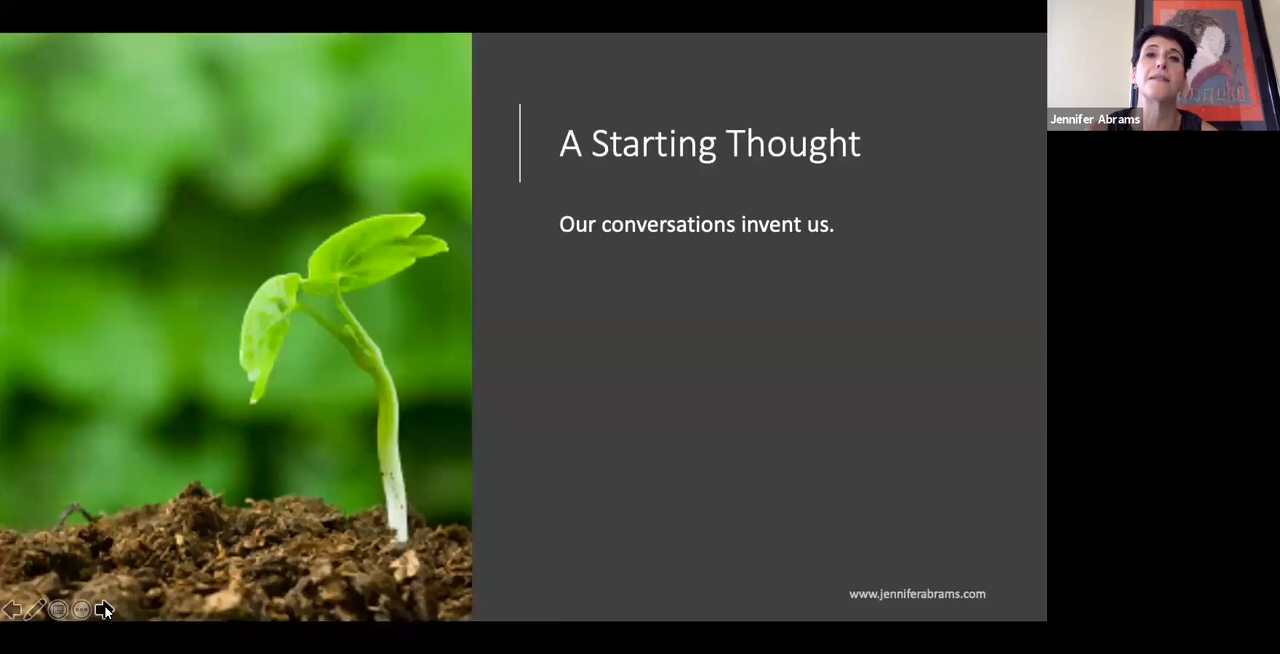 A Starting Thought
Our conversations invent us.
www.jenniferabrams.com
Jennifer Abrams